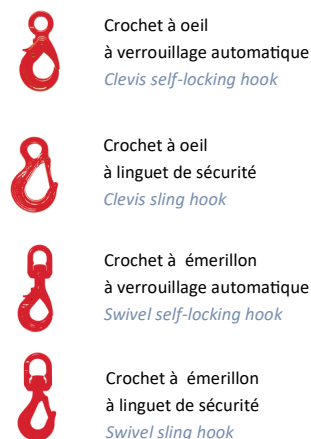 Crochet à oeil
à verrouillage automatique
Clevis self-locking hook
Crochet à oeil
à linguet de sécurité
Clevis sling hook
Crochet à émerillon
à verrouillage automatique
Swivel self-locking hook
Crochet à émerillon
à linguet de sécurité
Swivel sling hook